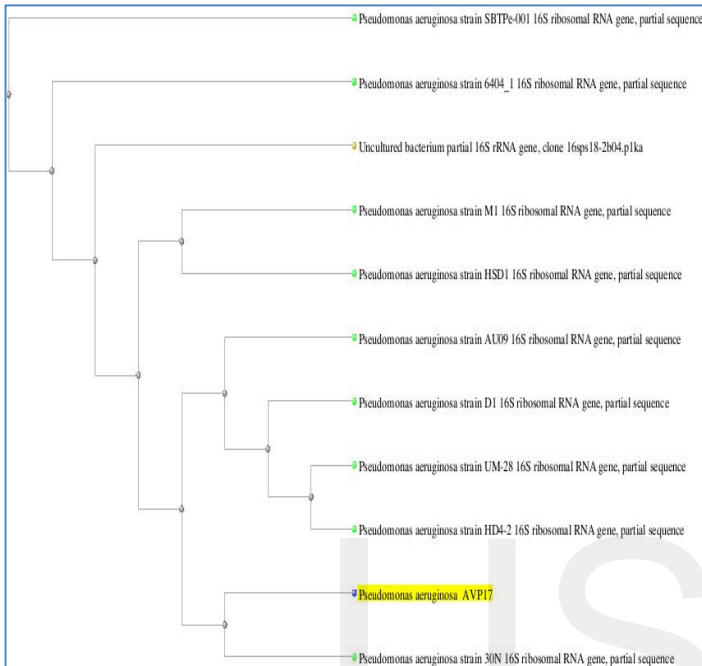 Pseudomonas aeruginosa strain SBTPe-001 16S ribosomal RNA gene, partial sequence
Pseudomonas aeruginosa strain 6404_1 16S ribosomal RNA gene, partial sequence
Uncultured bacterium partial 16S rRNA gene, clone 16sps18-2b04.p1ka
Pseudomonas aeruginosa strain M1 16S ribosomal RNA gene, partial sequence
Pseudomonas aeruginosa strain HSD1 16S ribosomal RNA gene, partial sequence
Pseudomonas aeruginosa strain AU09 16S ribosomal RNA gene, partial sequence
Pseudomonas aeruginosa strain D1 16S ribosomal RNA gene, partial sequence
Pseudomonas aeruginosa strain UM-28 16S ribosomal RNA gene, partial sequence
Pseudomonas aeruginosa strain HD4-2 16S ribosomal RNA gene, partial sequence
Pseudomonas aeruginosa AVP17
Pseudomonas aeruginosa strain 30N 16S ribosomal RNA gene, partial sequence